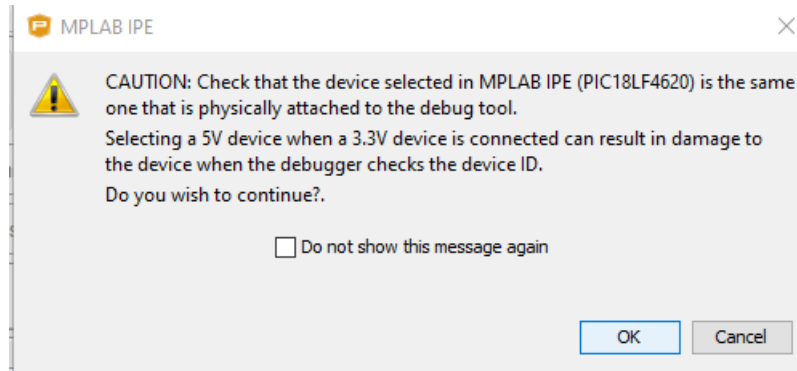 MPLAB IPE
CAUTION: Check that the device selected in MPLAB IPE (PIC18LF4620) is the same
one that is physically attached to the debug tool.
Selecting a 5V device when a 3.3V device is connected can result in damage to
the device when the debugger checks the device ID.
Do you wish to continue?.
Do not show this message again
OK
Cancel